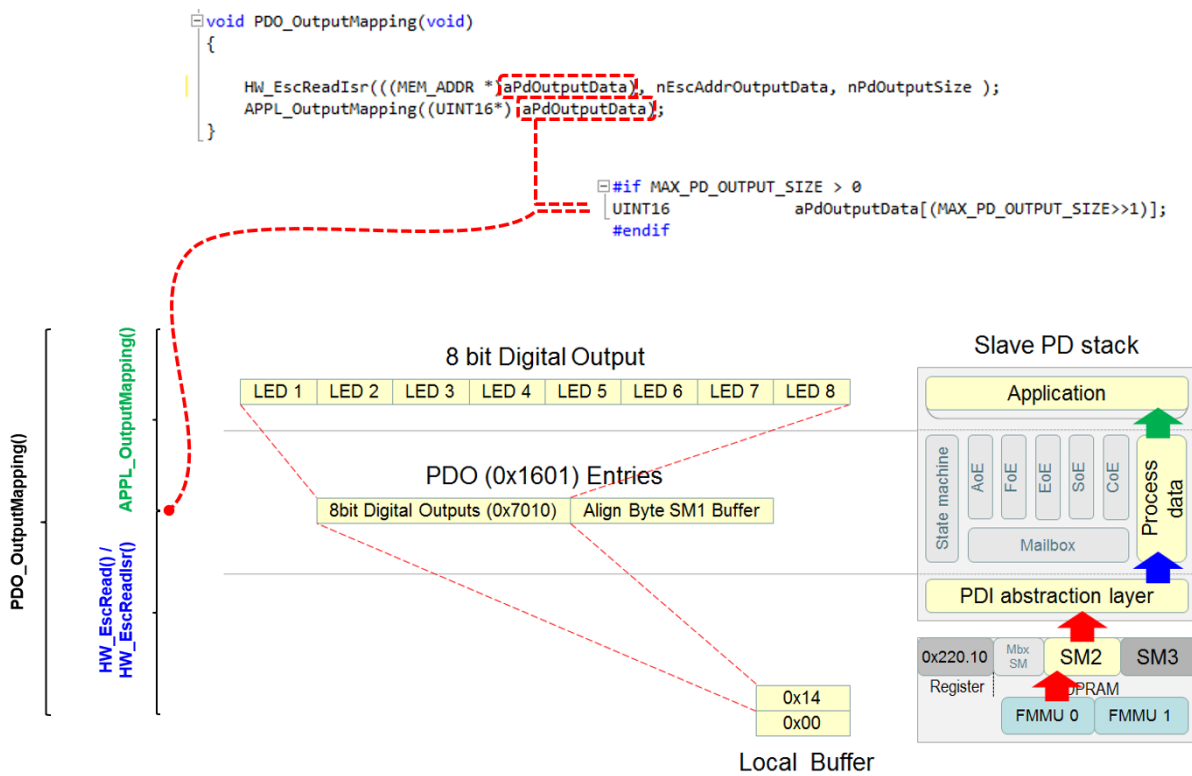 void PDO_OutputMapping(void)
{
HW_EscReadIsr(((MEM_ADDR *)aPdOutputData), nEscAddrOutputData, nPdOutputSize );
APPL_OutputMapping((UINT16*) aPdOutputData);
}
#if MAX_PD_OUTPUT_SIZE > 0
UINT16 aPdOutputData[(MAX_PD_OUTPUT_SIZE>>1)];
#endif
PDO_OutputMapping()
APPL_OutputMapping()
HW_EscRead() /
HW_EscReadIsr()
8 bit Digital Output
LED 1 LED 2 LED 3 LED 4 LED 5 LED 6 LED 7 LED 8
PDO (0x1601) Entries
8bit Digital Outputs (0x7010) Align Byte SM1 Buffer
0x14
0x00
Local Buffer
Slave PD stack
Application
State machine
AoE
FoE
EoE
SoE
CoE
Mailbox
Process
data
PDI abstraction layer
0x220.10
Mbx
SM
SM2
SM3
Register
DPRAM
FMMU 0
FMMU 1